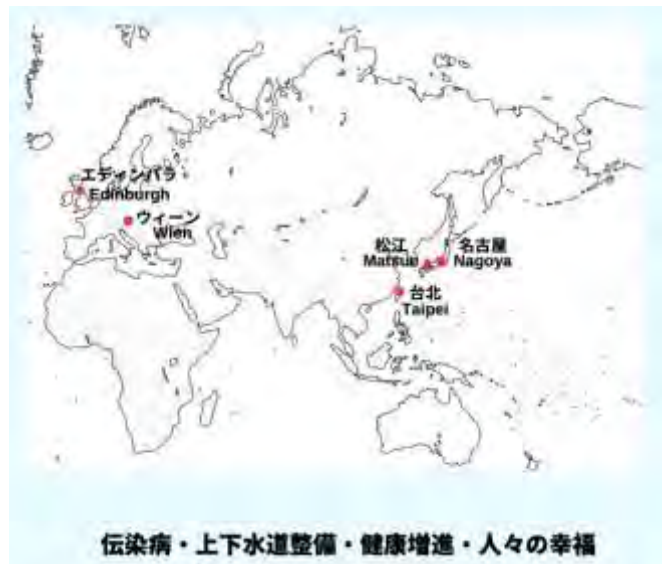 エディンバラ
Edinburgh
ウィーン
Wien
松江
Matsue
名古屋
Nagoya
台北
Taipei
伝染病・上下水道整備・健康増進・人々の幸福